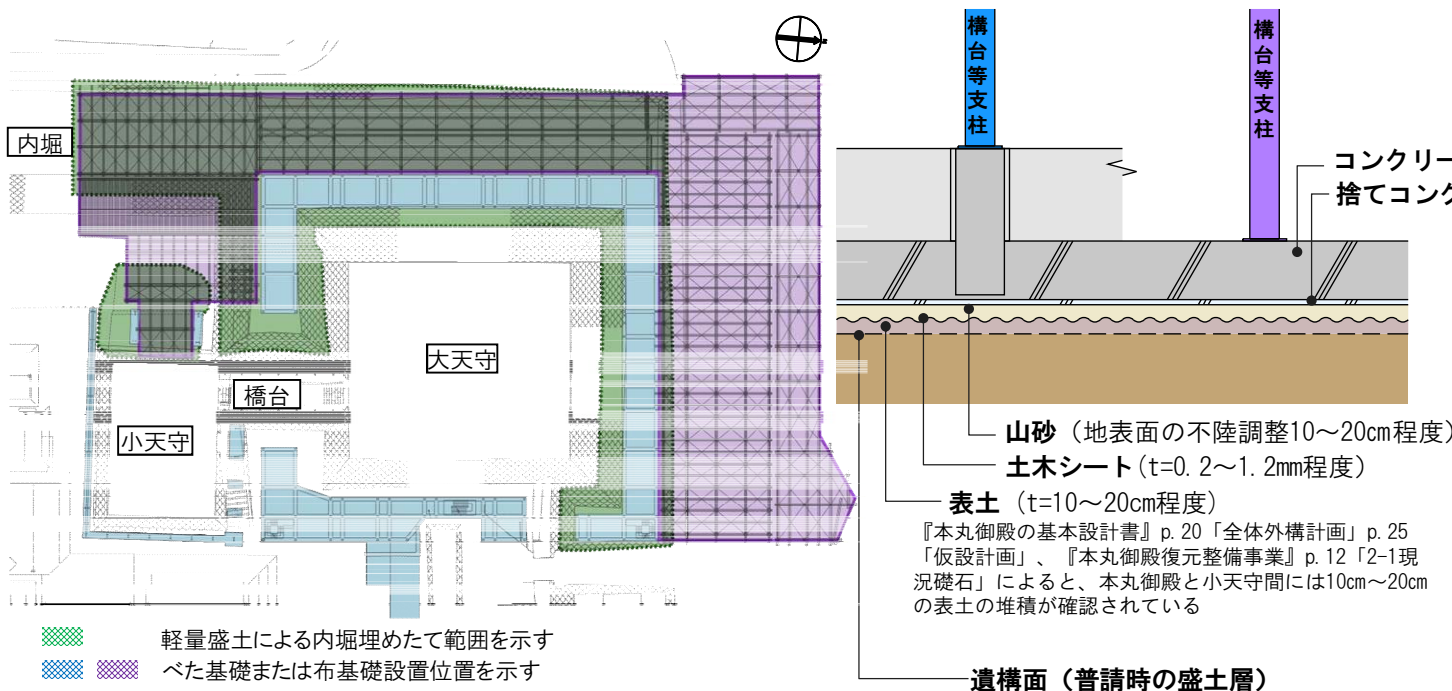 内堀
大天守
橋台
小天守
軽量盛土による内堀埋めたて範囲を示す
べた基礎または布基礎設置位置を示す
構台等支柱
構台等支柱
コンクリー
捨てコンク
山砂（地表面の不陸調整10～20㎝程度）
土木シート(t=0.2～1.2mm程度）
表土（t=10～20㎝程度）
『本丸御殿の基本設計書』p.20「全体外構計画」p.25
「仮設計画」、『本丸御殿復元整備事業』p.12「2-1現
況礎石」によると、本丸御殿と小天守間には10㎝～20㎝
の表土の堆積が確認されている
遺構面（普請時の盛土層）